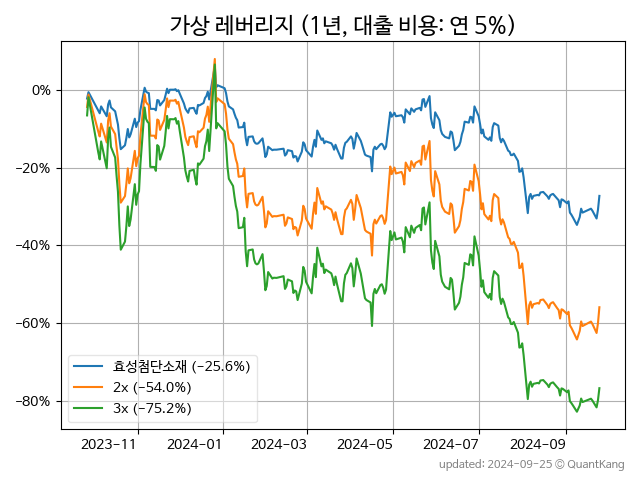 가상 레버리지 (1년, 대출 비용: 연 5%)
0%
−20%
−40%
−60%
−80%
효성첨단소재 (−25.6%)
2x (−54.0%)
3x (−75.2%)
2023−11 2024−01 2024−03 2024−05 2024−07 2024−09
updated: 2024−09−25 © QuantKang